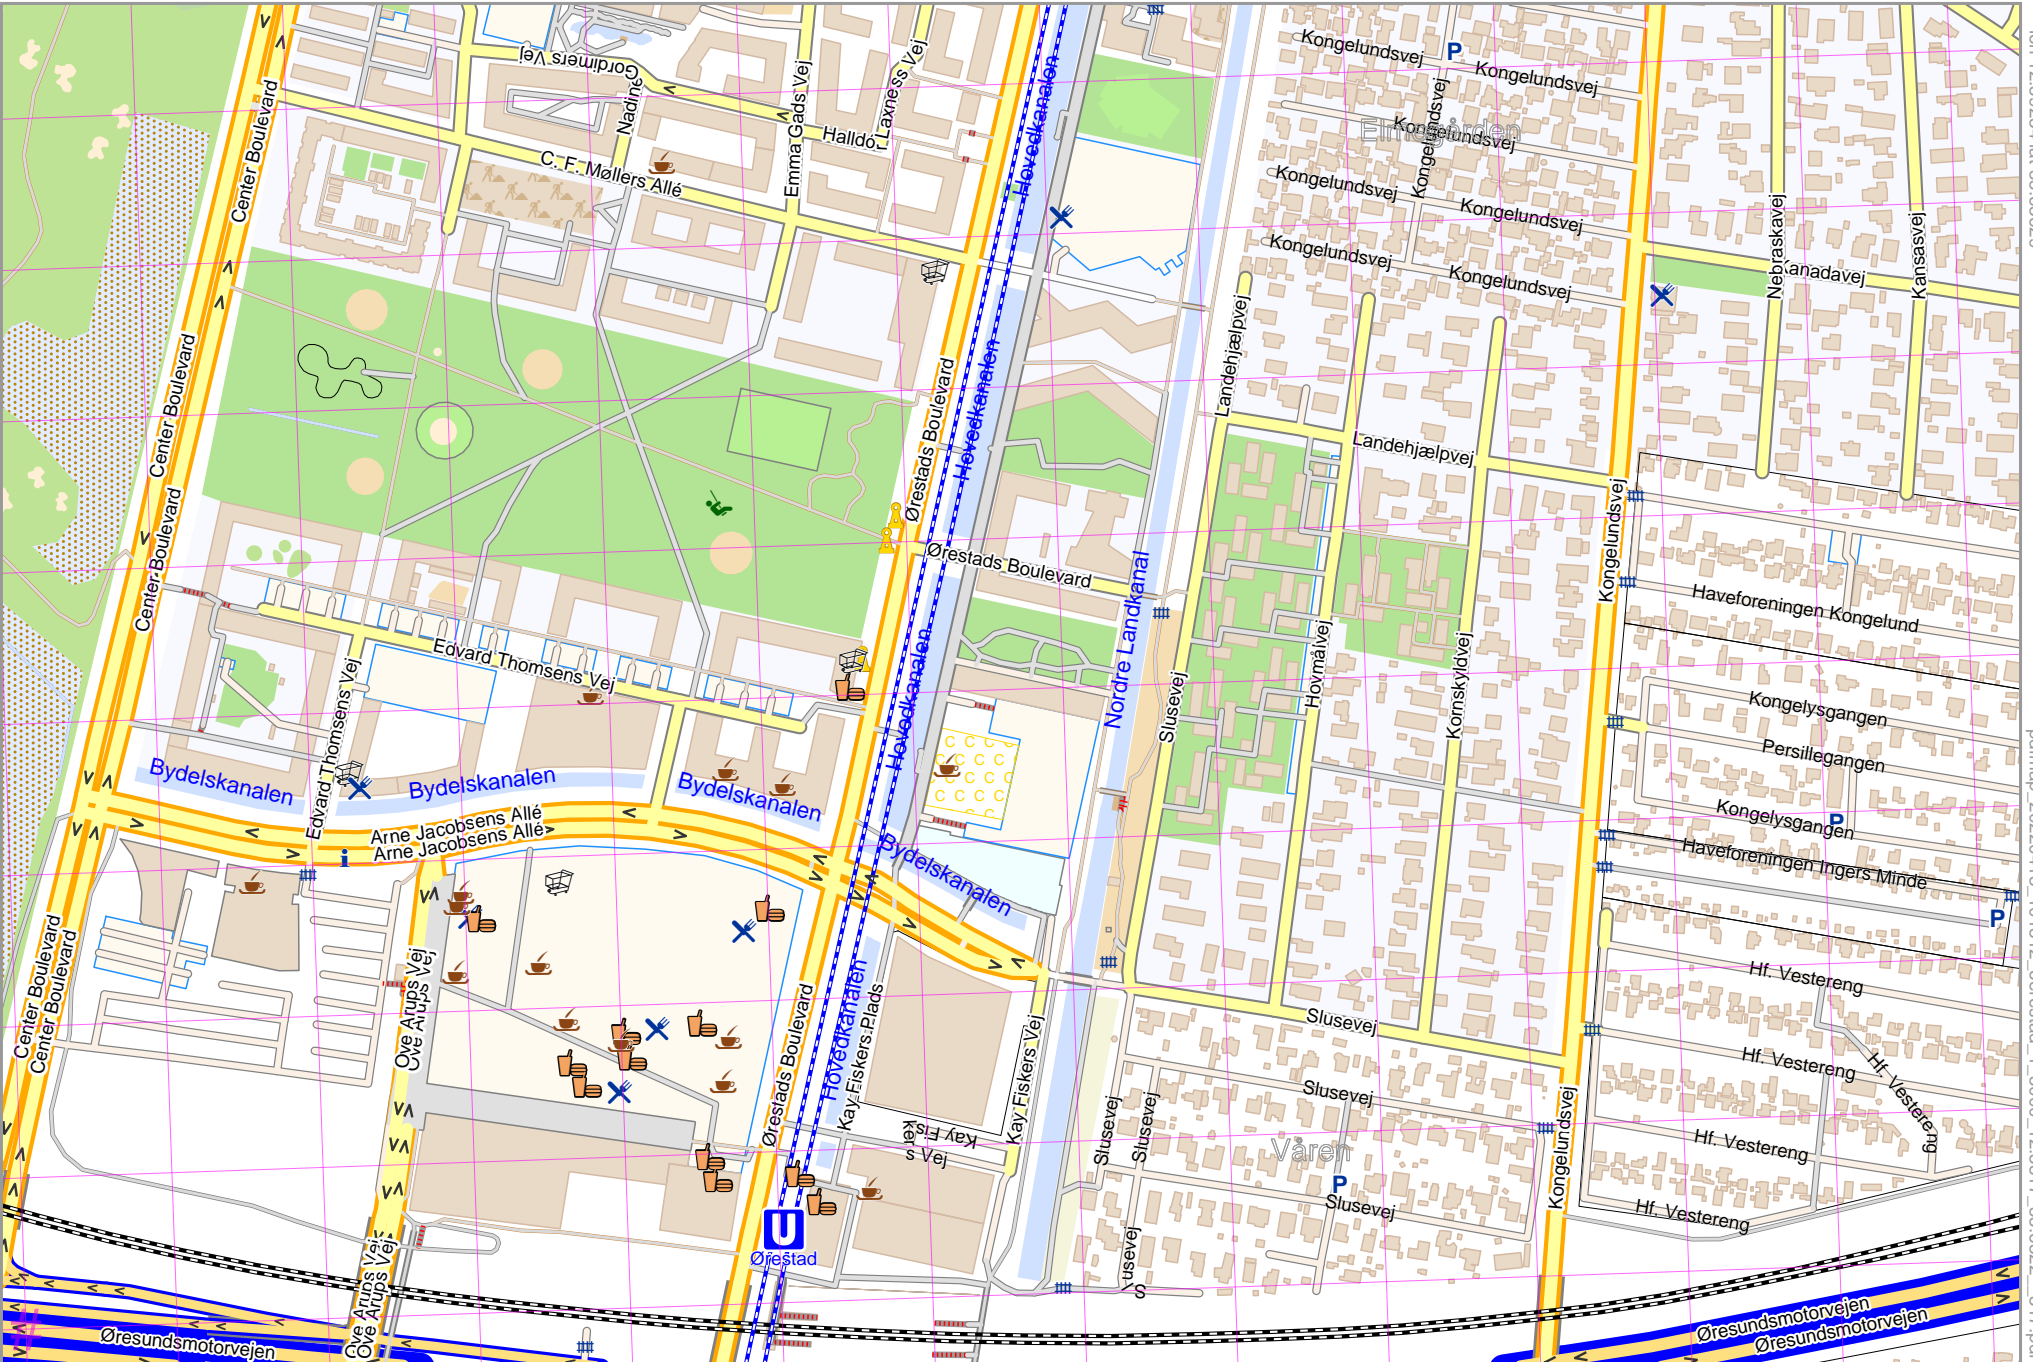 Kongelundsvej
P
Kongelundsvej
Gordimers Vej
Nadine
Center Boulevard
Emma Gads Vej
Halldór Laxness Vej
Hovedkanalen
Elmegården
Kongelundsvej
Kongelundsvej
C. F. Møllers Allé
Hovedkanalen
Kongelundsvej
Kongelundsvej
Kongelundsvej
Kongelundsvej
Nebraskavej
Kanadavej
Kansasvej
Center Boulevard
Landehjælpvej
Hovedkanalen
Ørestads Boulevard
Landehjælpvej
Center Boulevard
Kongelundsvej
Ørestads Boulevard
Nordre Landkanal
Haveforeningen Kongelund
Edvard Thomsens Vej
Edvard Thomsens Vej
Hovedkanalen
Slusevej
Hovmålvej
Kornskyldvej
Kongelysgangen
Persillegangen
Kongelysgangen
P
Bydelskanalen
Bydelskanalen
Bydelskanalen
Arne Jacobsens Allé
Arne Jacobsens Allé
i
C C C C
C C C C
C C C C
C C C C
Bydelskanalen
Haveforeningen Ingers Minde
P
Center Boulevard
Center Boulevard
Ove Arups Vej
Ove Arups Vej
Ørestads Boulevard
Hovedkanalen
Kay Fiskers Plads
Kay Fiskers Vej
Slusevej
Hf. Vestereng
Hf. Vestereng
Hf. Vestereng
Slusevej
Slusevej
Slusevej
Kay Fiskers Vej
Våren
P
Slusevej
Kongelundsvej
Hf. Vestereng
Hf. Vestereng
U
Ørestad
Slusevej
Ove Arups Vej
Ove Arups Vej
Øresundsmotorvejen
Øresundsmotorvejen
Øresundsmotorvejen